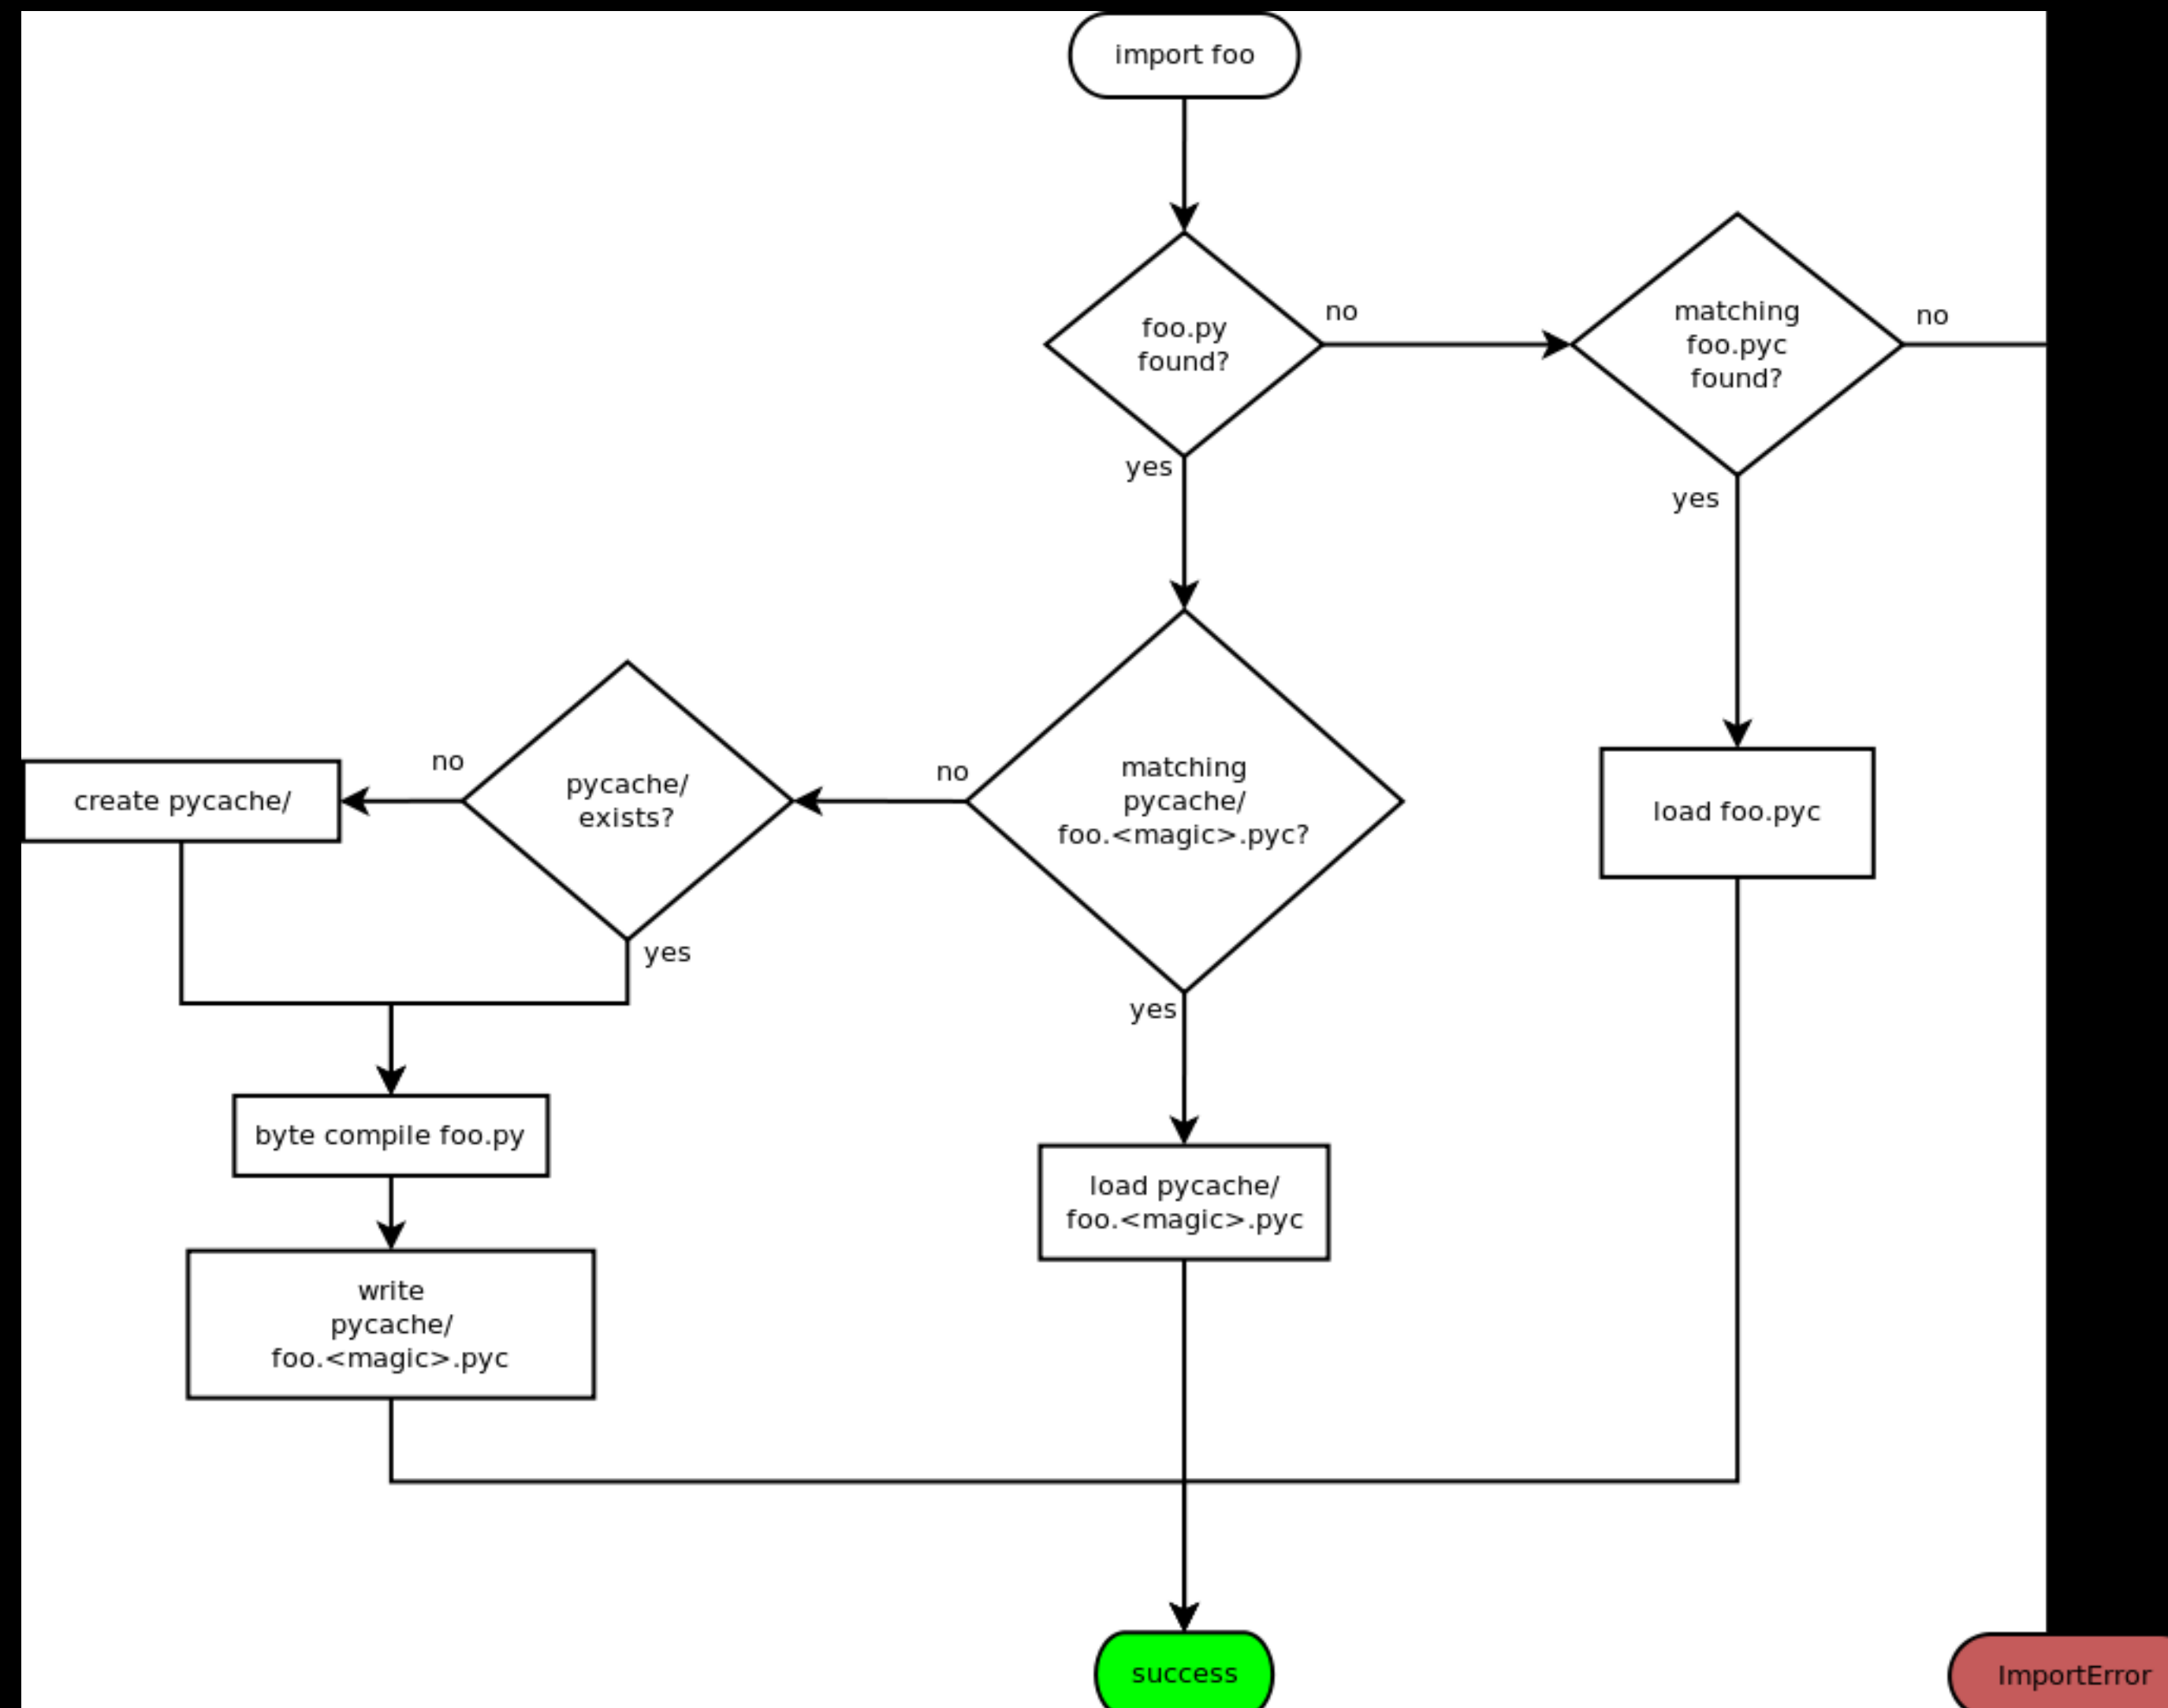 import foo
foo.py
found?
no
matching
foo.pyc
found?
no
yes
yes
matching
pycache/
foo.<magic>.pyc?
no
pycache/
exists?
no
create pycache/
load foo.pyc
yes
yes
byte compile foo.py
load pycache/
foo.<magic>.pyc
write
pycache/
foo.<magic>.pyc
success
ImportError